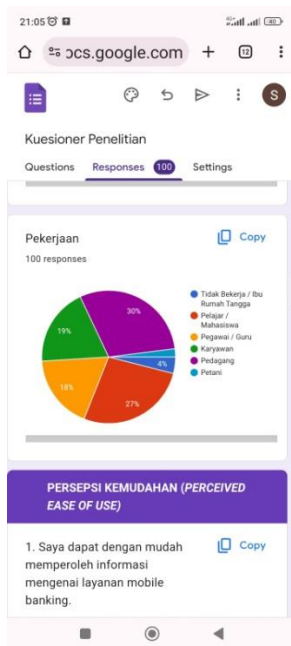 21:05
40
ocs.google.com
12
S
Kuesioner Penelitian
Questions Responses 100 Settings
Pekerjaan
Copy
100 responses
30%
19%
18%
27%
4%
Tidak Bekerja / Ibu
Rumah Tangga
Pelajar /
Mahasiswa
Pegawai / Guru
Karyawan
Pedagang
Petani
PERSEPSI KEMUDAHAN (PERCEIVED
EASE OF USE)
1. Saya dapat dengan mudah
memperoleh informasi
mengenai layanan mobile
banking.
Copy